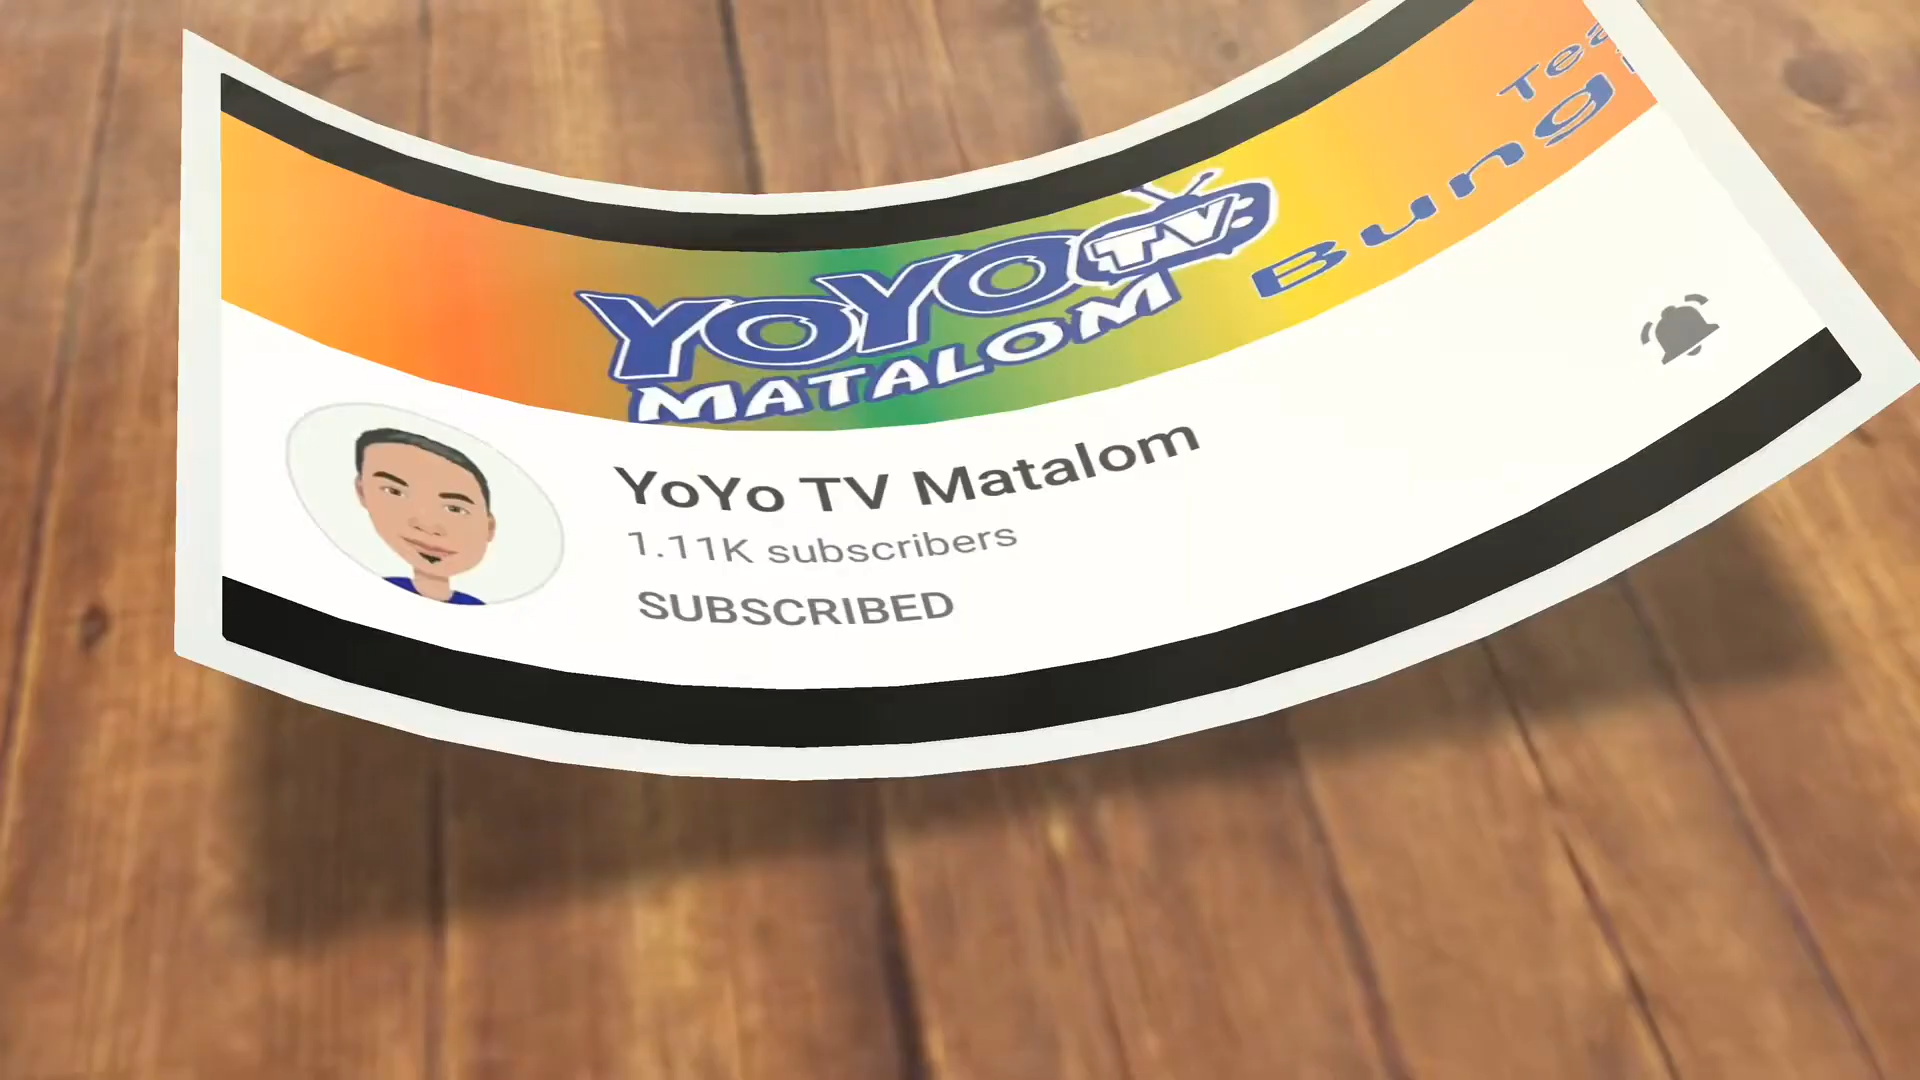 YOYO TV
MATALOM
Bung
YoYo TV Matalom
1.11K subscribers
SUBSCRIBED